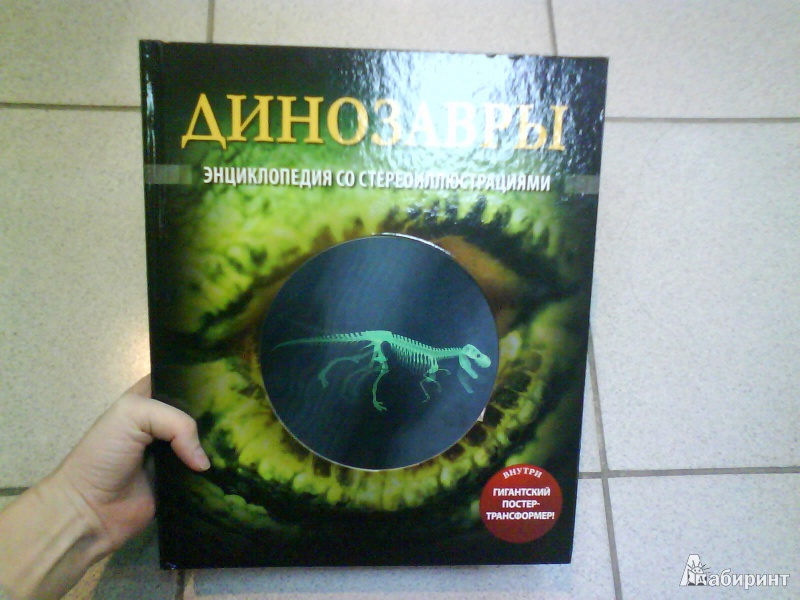 ДИНОЗАВРЫ
ЭНЦИКЛОПЕДИЯ СО СТЕРЕОИЛЛЮСТРАЦИЯМИ
ВНУТРИ
ГИГАНТСКИЙ
ПОСТЕР-
ТРАНСФОРМЕР!
Лабиринт